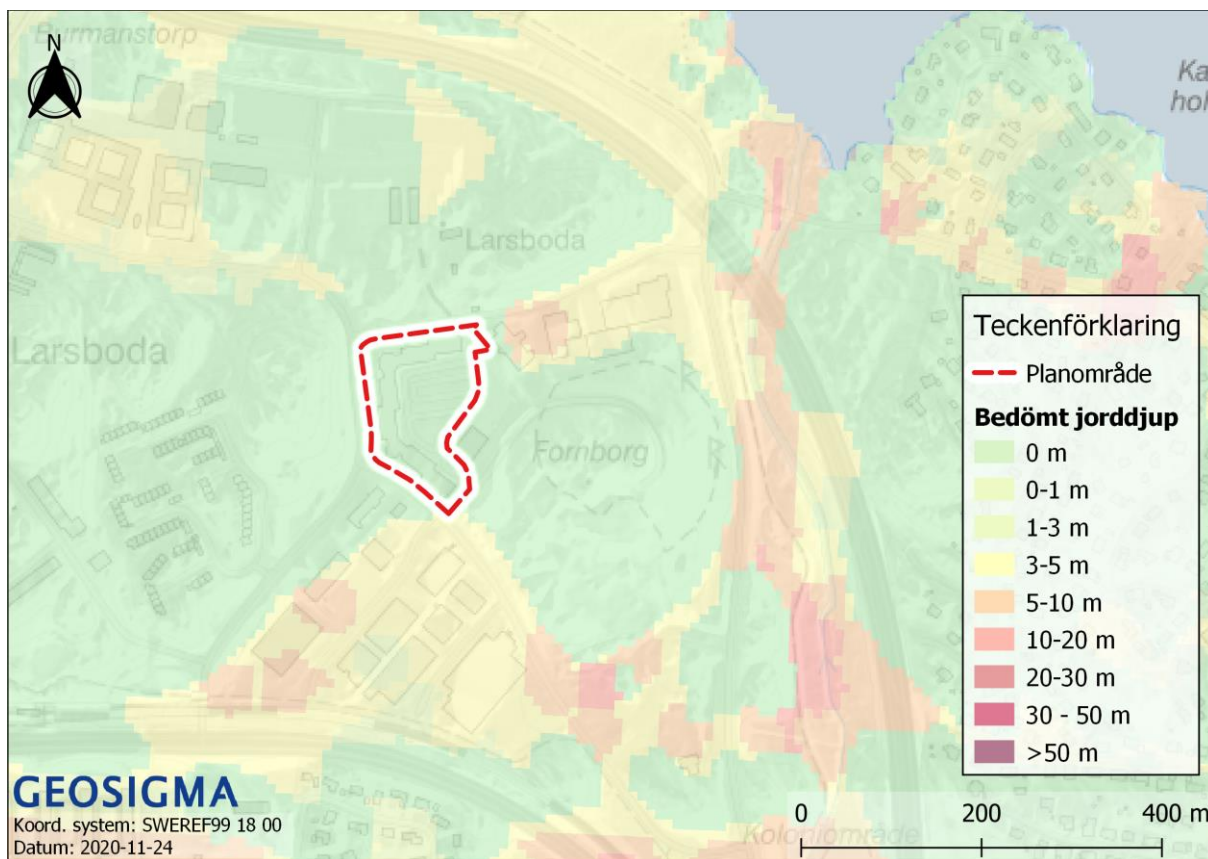 Burmanstorp
N
Larsboda
Larsboda
Fornborg
Ka
hol
Teckenförklaring
Planområde
Bedömt jorddjup
0 m
0-1 m
1-3 m
3-5 m
5-10 m
10-20 m
20-30 m
30 - 50 m
>50 m
GEOSIGMA
Koord. system: SWEREF99 18 00
Datum: 2020-11-24
Koloniområde
0 200 400 m